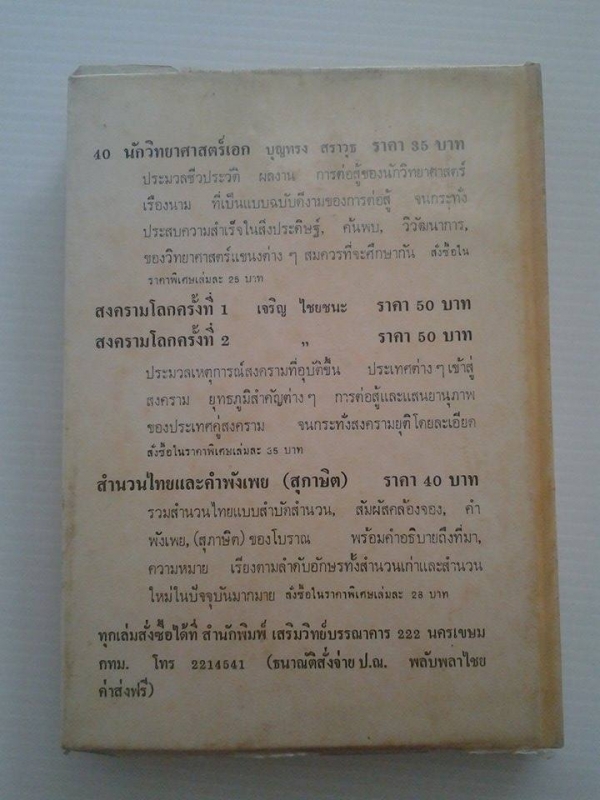 40 นักวิทยาศาสตร์เอก บุญทรง สราวุธ ราคา 35 บาท
ประมวลชีวประวัติ ผลงาน การต่อสู้ของนักวิทยาศาสตร์
เรืองนาม ที่เป็นแบบฉบับดีงามของการต่อสู้ จนกระทั่ง
ประสบความสำเร็จในสิ่งประดิษฐ์, ค้นพบ, วิวัฒนาการ,
ของวิทยาศาสตร์แขนงต่าง ๆ สมควรที่จะศึกษากัน สั่งซื้อใน
ราคาพิเศษเล่มละ 25 บาท
สงครามโลกครั้งที่ 1 เจริญ ไชยชนะ ราคา 50 บาท
สงครามโลกครั้งที่ 2 ,, ราคา 50 บาท
ประมวลเหตุการณ์สงครามที่อุบัติขึ้น ประเทศต่าง ๆ เข้าสู่
สงคราม ยุทธภูมิสำคัญต่าง ๆ การต่อสู้และแสนยานุภาพ
ของประเทศคู่สงคราม จนกระทั่งสงครามยุติโดยละเอียด
สั่งซื้อในราคาพิเศษเล่มละ 35 บาท
สำนวนไทยและคำพังเพย (สุภาษิต) ราคา 40 บาท
รวมสำนวนไทยแบบสำบัดสำนวน, สัมผัสคล้องจอง, คำ
พังเพย, (สุภาษิต) ของโบราณ พร้อมคำอธิบายถึงที่มา,
ความหมาย เรียงตามลำดับอักษรทั้งสำนวนเก่าและสำนวน
ใหม่ในปัจจุบันมากมาย สั่งซื้อในราคาพิเศษเล่มละ 28 บาท
ทุกเล่มสั่งซื้อได้ที่ สำนักพิมพ์ เสริมวิทย์บรรณาคาร 222 นครเขษม
กทม. โทร 2214541 (ธนาณัติสั่งจ่าย ป.ณ. พลับพลาไชย
ค่าส่งฟรี)